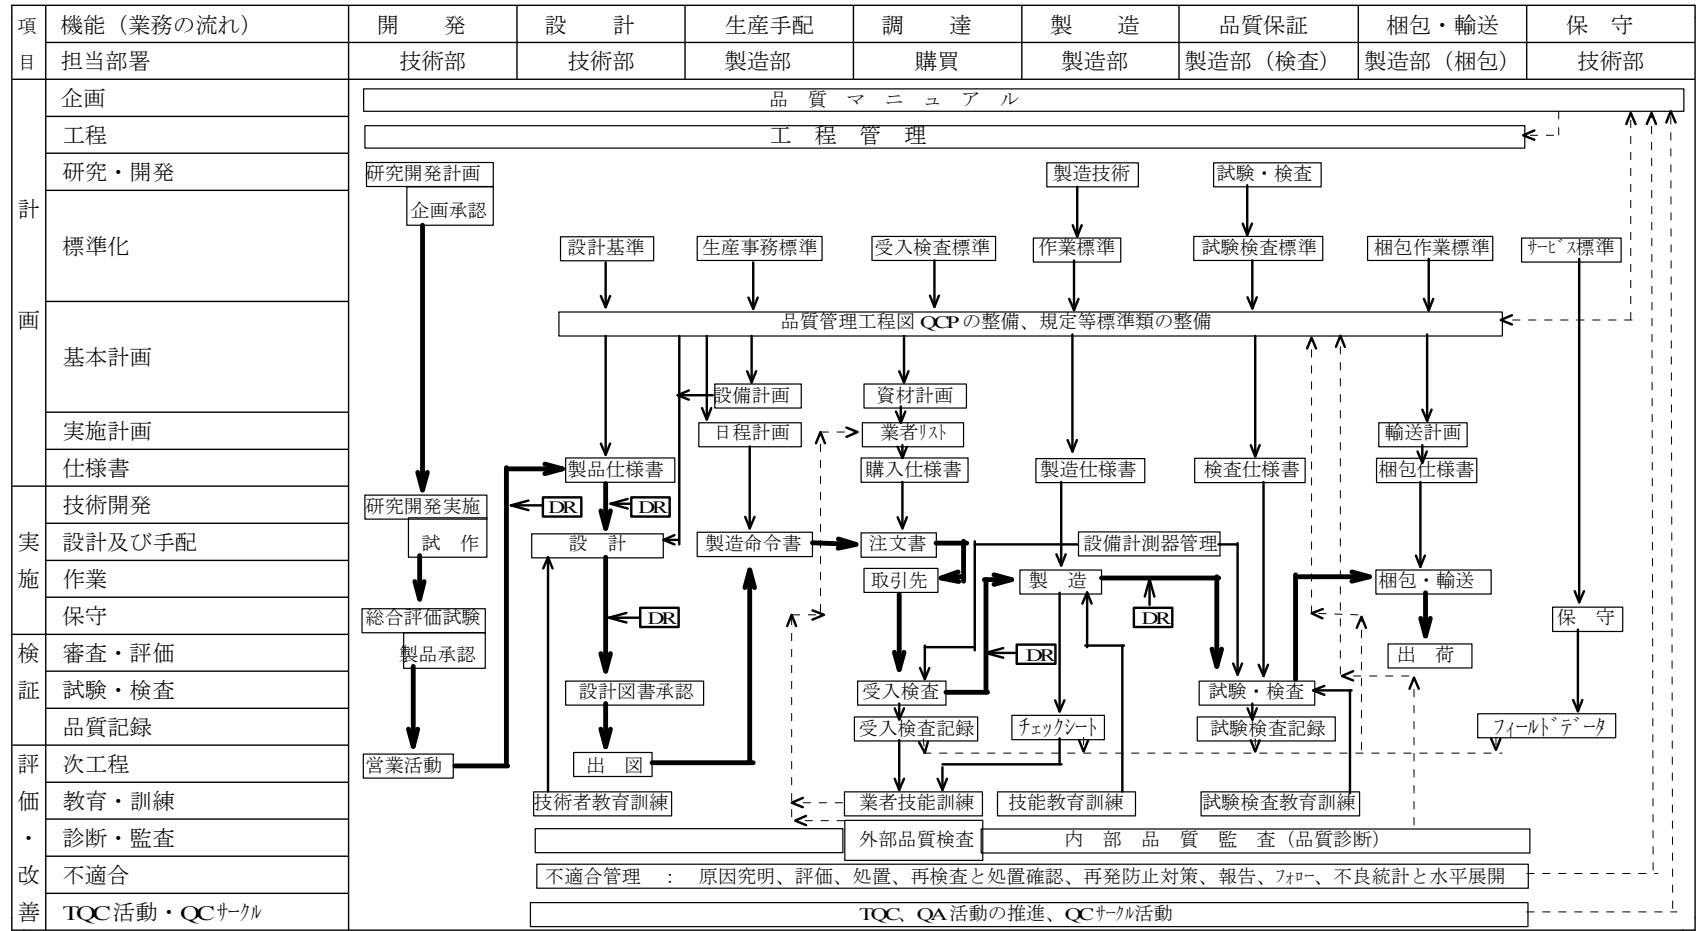 項 機能（業務の流れ） 開 発 設 計 生産手配 調 達 製 造 品質保証 梱包・輸送 保 守
目 担当部署 技術部 技術部 製造部 購買 製造部 製造部（検査） 製造部（梱包） 技術部
企画 品 質 マ ニ ュ ア ル
工程 工 程 管 理
研究・開発 研究開発計画 製造技術 試験・検査
計 企画承認
標準化 設計基準 生産事務標準 受入検査標準 作業標準 試験検査標準 梱包作業標準 ｻｰﾋﾞｽ標準
画 品質管理工程図 QCP の整備、規定等標準類の整備
基本計画
設備計画 資材計画
実施計画 日程計画 業者ﾘｽﾄ 輸送計画
仕様書 製品仕様書 購入仕様書 製造仕様書 検査仕様書 梱包仕様書
技術開発 研究開発実施 DR DR
実 設計及び手配 試 作 設 計 製造命令書 注文書 設備計測器管理
施 作業 取引先 製 造 梱包・輸送
保守 総合評価試験 DR DR 保 守
検 審査・評価 製品承認 DR 出 荷
証 試験・検査 設計図書承認 受入検査 試験・検査
品質記録 受入検査記録 ﾁｪｯｸｼｰﾄ 試験検査記録 ﾌｨｰﾙﾄﾞﾃﾞｰﾀ
評 次工程 営業活動 出 図
価 教育・訓練 技術者教育訓練 業者技能訓練 技能教育訓練 試験検査教育訓練
・ 診断・監査 外部品質検査 内 部 品 質 監 査（品質診断）
改 不適合 不適合管理 ： 原因究明、評価、処置、再検査と処置確認、再発防止対策、報告、ﾌｫﾛｰ、不良統計と水平展開
善 TQC 活動・QC ｻｰｸﾙ TQC、QA 活動の推進、QC ｻｰｸﾙ活動